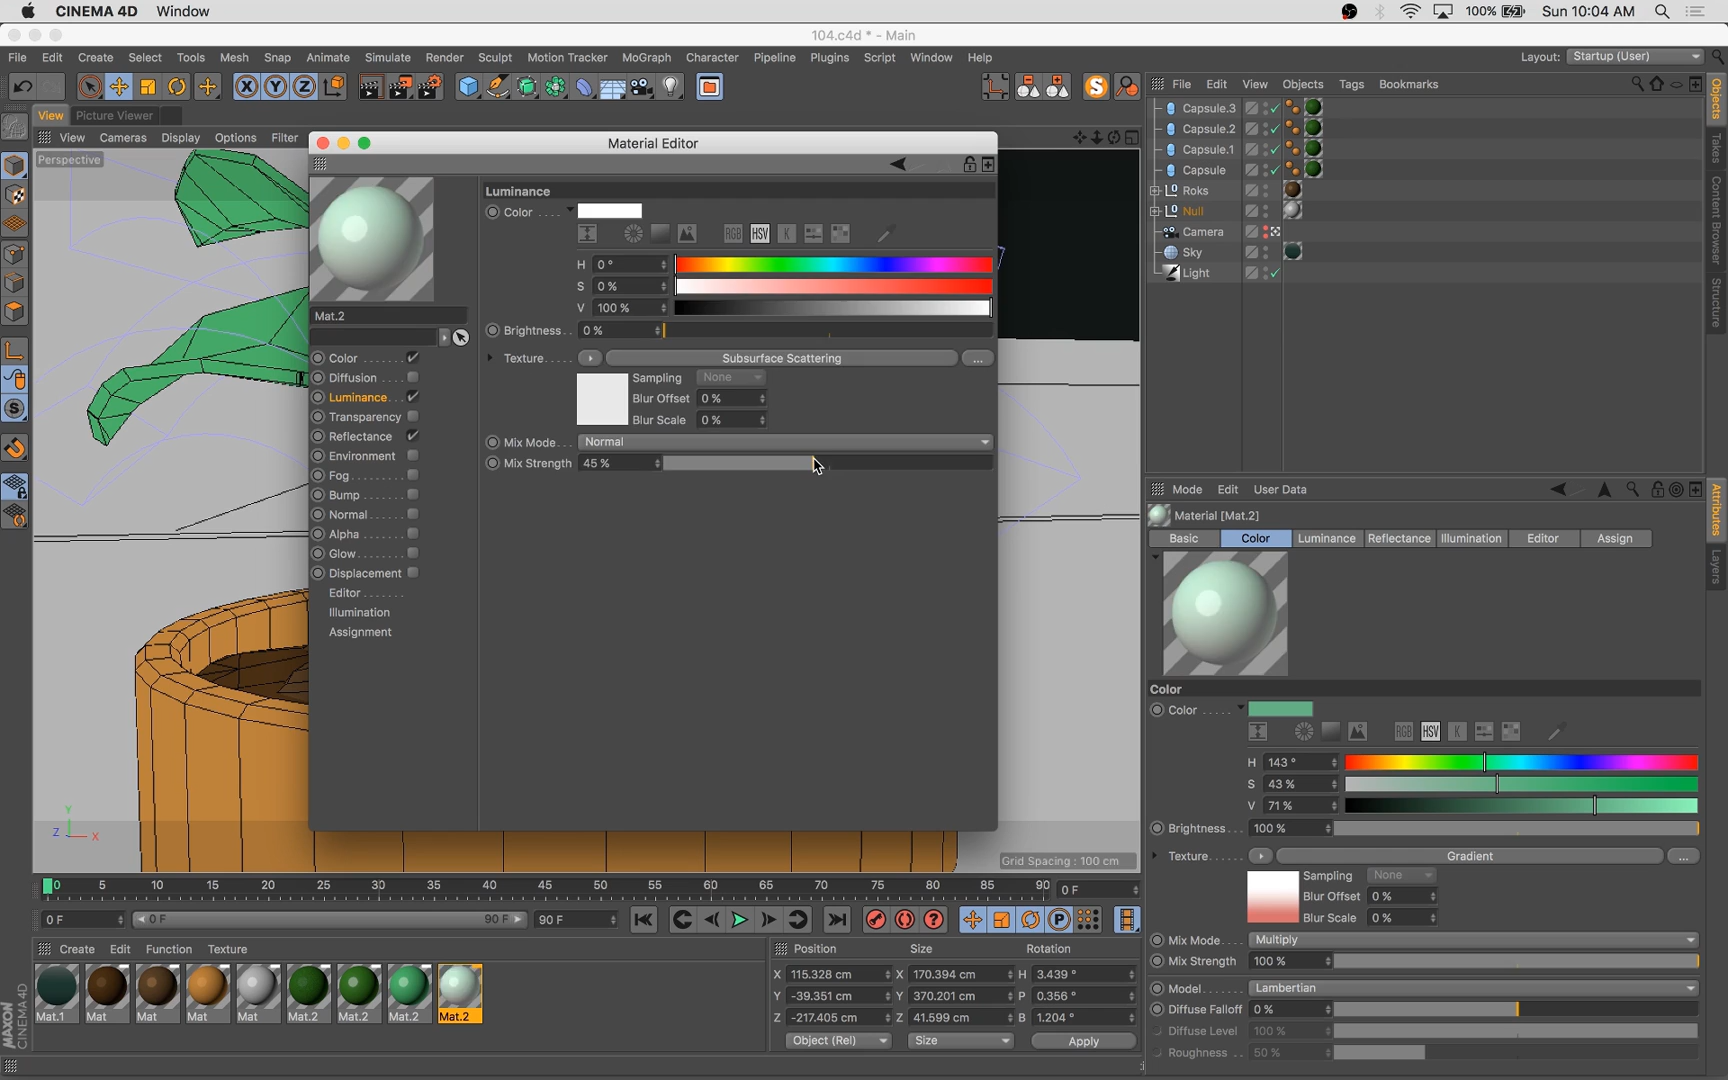 CINEMA 4D Window
100% Sun 10:04 AM
104.c4d * - Main
File Edit Create Select Tools Mesh Snap Animate Simulate Render Sculpt Motion Tracker MoGraph Character Pipeline Plugins Script Window Help Layout: Startup (User)
X Y Z
View Picture Viewer
View Cameras Display Options Filter
Perspective
Material Editor
Luminance
Color
RGB HSV K
H 0 °
S 0 %
V 100 %
Brightness 0 %
Texture Subsurface Scattering ...
Sampling None
Blur Offset 0 %
Blur Scale 0 %
Mix Mode Normal
Mix Strength 45 %
Mat.2
Color
Diffusion
Luminance
Transparency
Reflectance
Environment
Fog
Bump
Normal
Alpha
Glow
Displacement
Editor
Illumination
Assignment
Y
Z X
Grid Spacing : 100 cm
File Edit View Objects Tags Bookmarks
Capsule.3
Capsule.2
Capsule.1
Capsule
Roks
Null
Camera
Sky
Light
Objects
Takes
Content Browser
Structure
Mode Edit User Data
Material [Mat.2]
Basic Color Luminance Reflectance Illumination Editor Assign
Attributes
Layers
Color
Color
RGB HSV K
H 143 °
S 43 %
V 71 %
Brightness 100 %
Texture Gradient ...
Sampling None
Blur Offset 0 %
Blur Scale 0 %
Mix Mode Multiply
Mix Strength 100 %
Model Lambertian
Diffuse Falloff 0 %
Diffuse Level 100 %
Roughness 50 %
0 5 10 15 20 25 30 35 40 45 50 55 60 65 70 75 80 85 90 0 F
0 F 0 F 90 F 90 F
Create Edit Function Texture
Mat.1 Mat Mat Mat Mat Mat.2 Mat.2 Mat.2 Mat.2
Position Size Rotation
X 115.328 cm X 170.394 cm H 3.439 °
Y -39.351 cm Y 370.201 cm P 0.356 °
Z -217.405 cm Z 41.599 cm B 1.204 °
Object (Rel) Size Apply
MAXON
CINEMA 4D